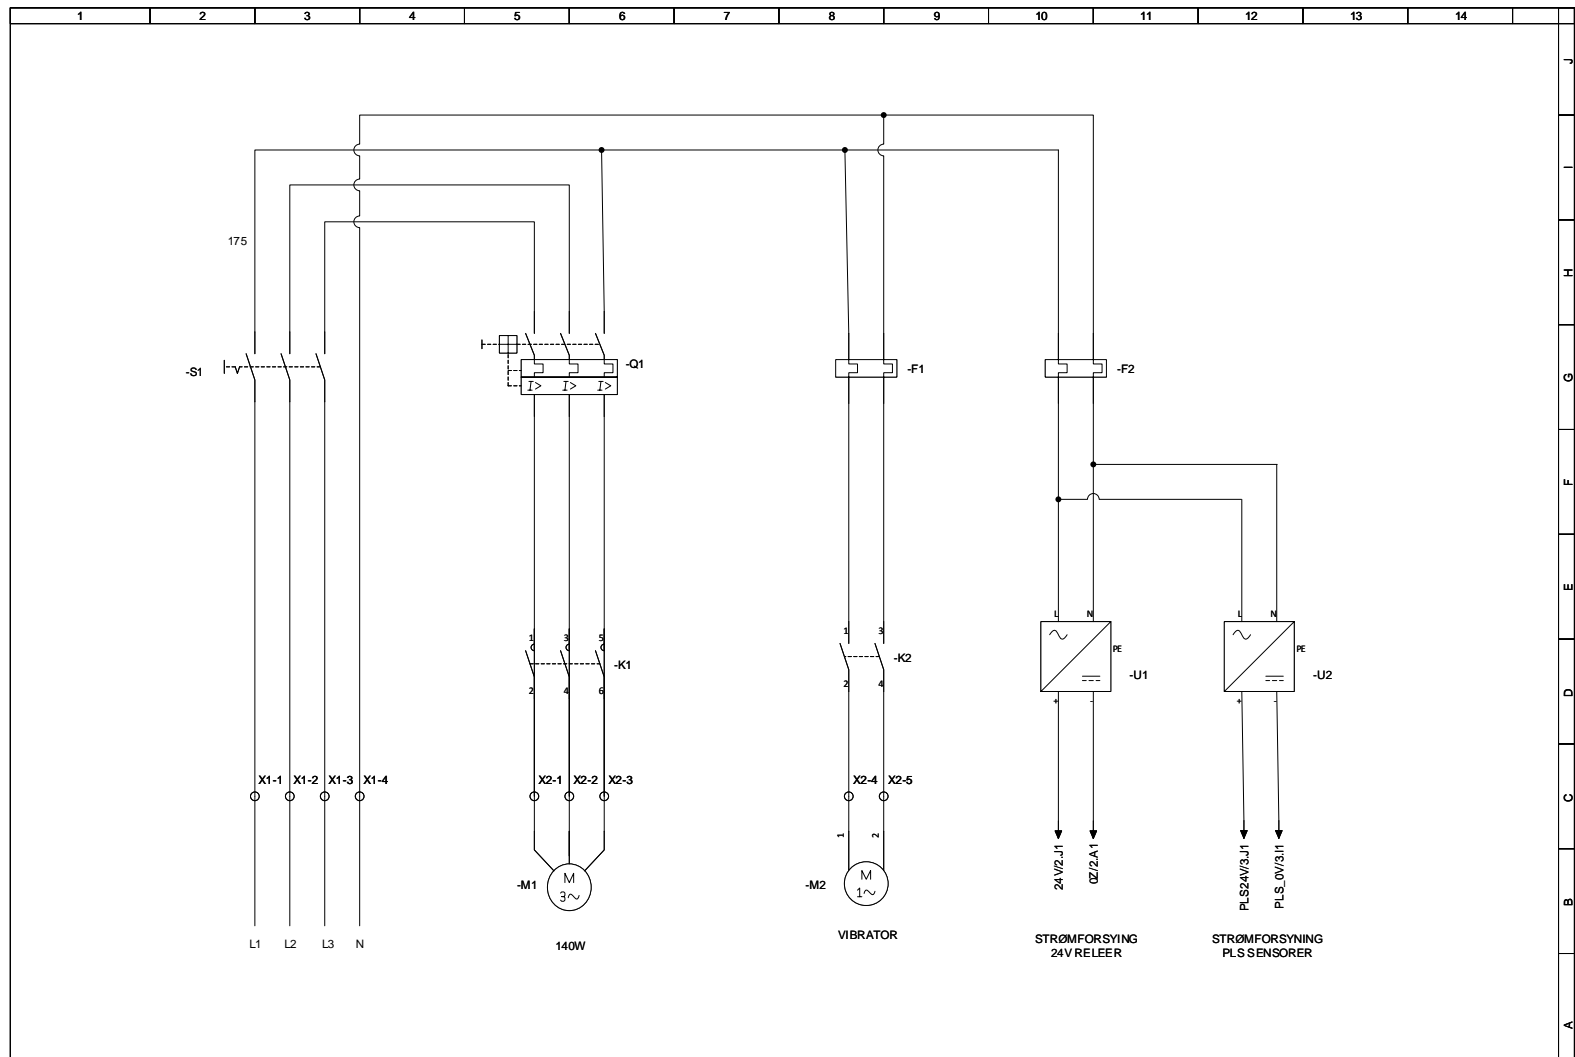 1 2 3 4 5 6 7 8 9 10 11 12 13 14
J
I
H
G
F
E
D
C
B
A
175
-S1
-Q1
I> I> I>
-F1
-F2
1 3 5
-K1
2 4 6
1 3
-K2
2 4
L N
PE
-U1
+ -
L N
PE
-U2
+ -
X1-1 X1-2 X1-3 X1-4
X2-1 X2-2 X2-3
X2-4 X2-5
1 2
-M1
M
3~
-M2
M
1~
24V/2.J1
0Z/2.A1
PLS24V/3.J1
PLS_0V/3.I1
L1 L2 L3 N
140W
VIBRATOR
STRØMFORSYING
24V RELEER
STRØMFORSYNING
PLS SENSORER